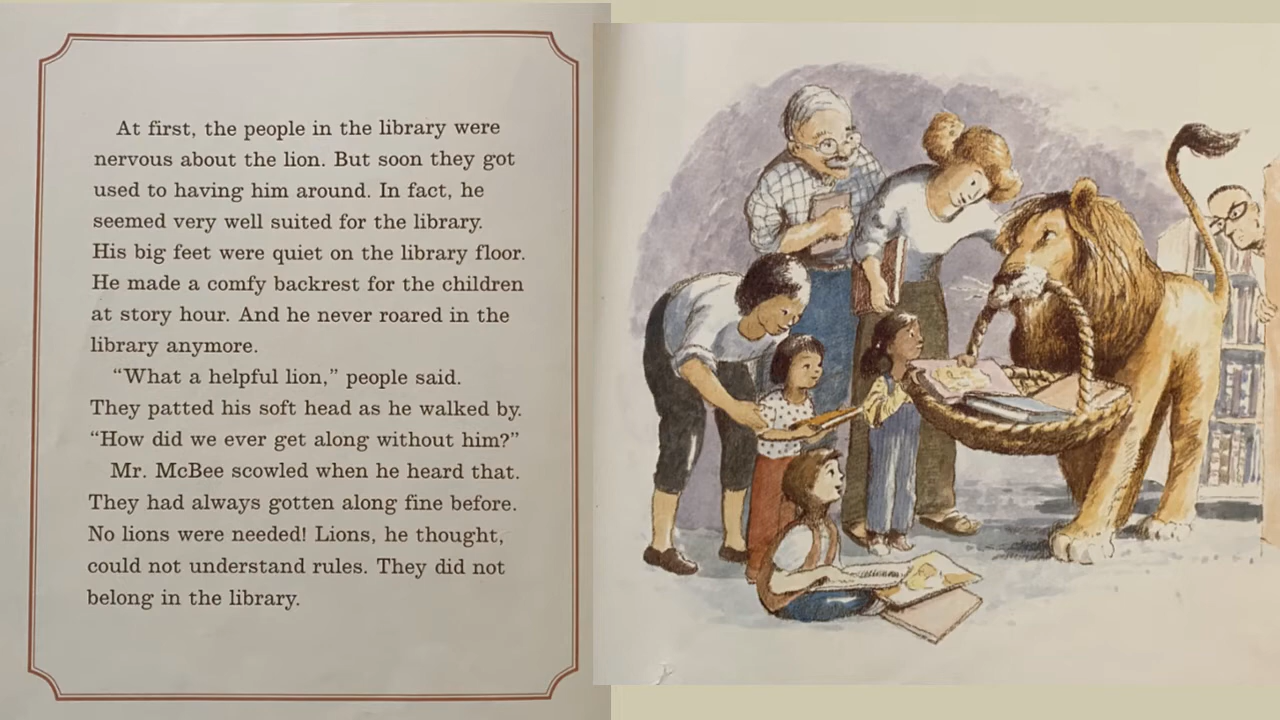 At first, the people in the library were
nervous about the lion. But soon they got
used to having him around. In fact, he
seemed very well suited for the library.
His big feet were quiet on the library floor.
He made a comfy backrest for the children
at story hour. And he never roared in the
library anymore.
“What a helpful lion,” people said.
They patted his soft head as he walked by.
“How did we ever get along without him?”
Mr. McBee scowled when he heard that.
They had always gotten along fine before.
No lions were needed! Lions, he thought,
could not understand rules. They did not
belong in the library.